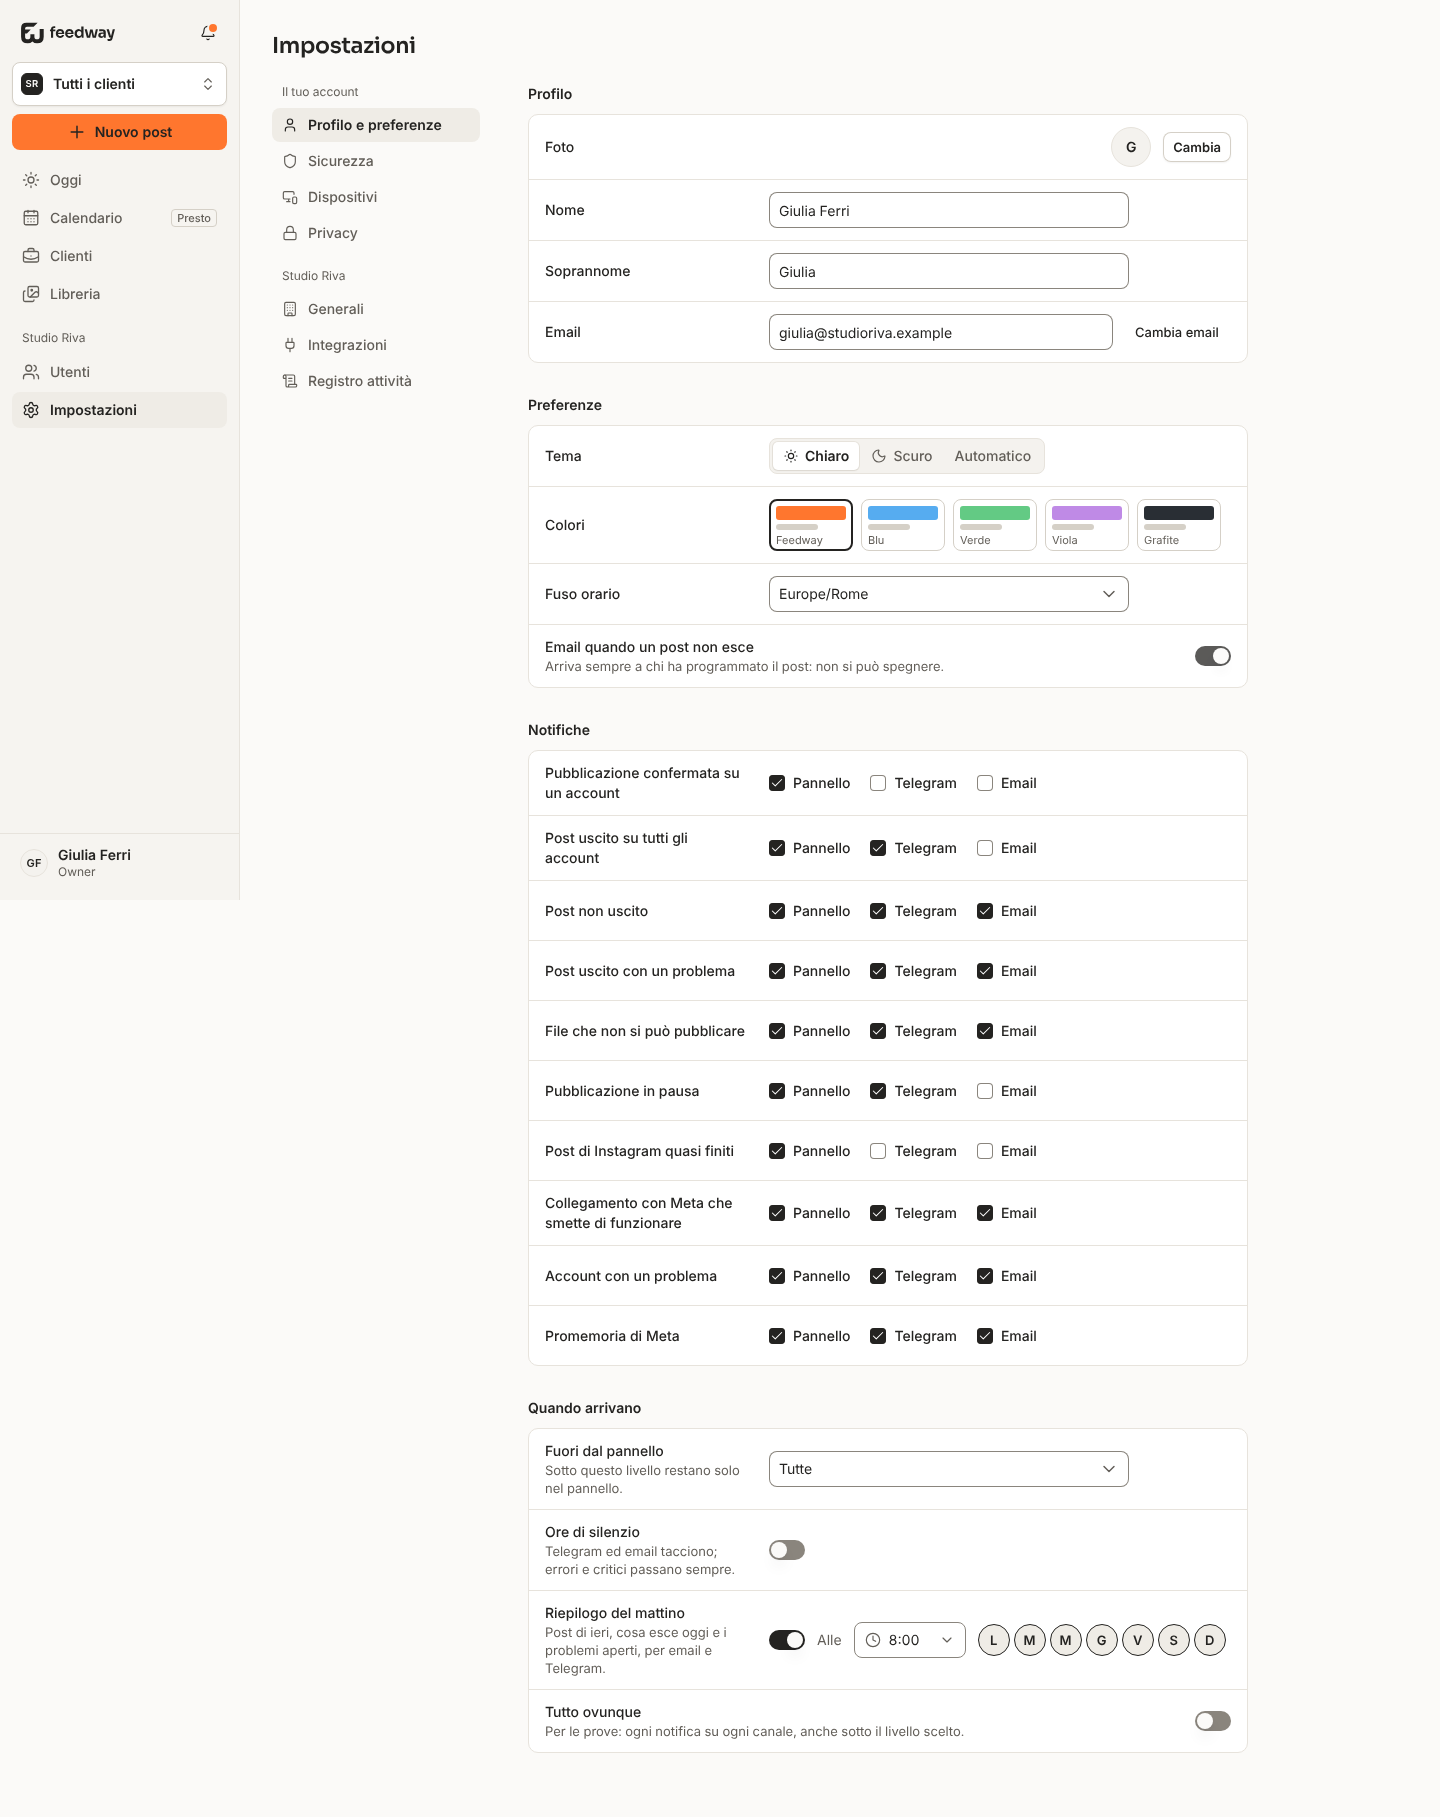 feedway
SR Tutti i clienti
Nuovo post
Oggi
Calendario Presto
Clienti
Libreria
Studio Riva
Utenti
Impostazioni
GF Giulia Ferri
Owner
Impostazioni
Il tuo account
Profilo e preferenze
Sicurezza
Dispositivi
Privacy
Studio Riva
Generali
Integrazioni
Registro attività
Profilo
Foto G Cambia
Nome Giulia Ferri
Soprannome Giulia
Email giulia@studioriva.example Cambia email
Preferenze
Tema Chiaro Scuro Automatico
Colori Feedway Blu Verde Viola Grafite
Fuso orario Europe/Rome
Email quando un post non esce
Arriva sempre a chi ha programmato il post: non si può spegnere.
Notifiche
Pubblicazione confermata su
un account
Pannello Telegram Email
Post uscito su tutti gli
account
Pannello Telegram Email
Post non uscito Pannello Telegram Email
Post uscito con un problema Pannello Telegram Email
File che non si può pubblicare Pannello Telegram Email
Pubblicazione in pausa Pannello Telegram Email
Post di Instagram quasi finiti Pannello Telegram Email
Collegamento con Meta che
smette di funzionare
Pannello Telegram Email
Account con un problema Pannello Telegram Email
Promemoria di Meta Pannello Telegram Email
Quando arrivano
Fuori dal pannello
Sotto questo livello restano solo
nel pannello.
Tutte
Ore di silenzio
Telegram ed email tacciono;
errori e critici passano sempre.
Riepilogo del mattino
Post di ieri, cosa esce oggi e i
problemi aperti, per email e
Telegram.
Alle 8:00 L M M G V S D
Tutto ovunque
Per le prove: ogni notifica su ogni canale, anche sotto il livello scelto.